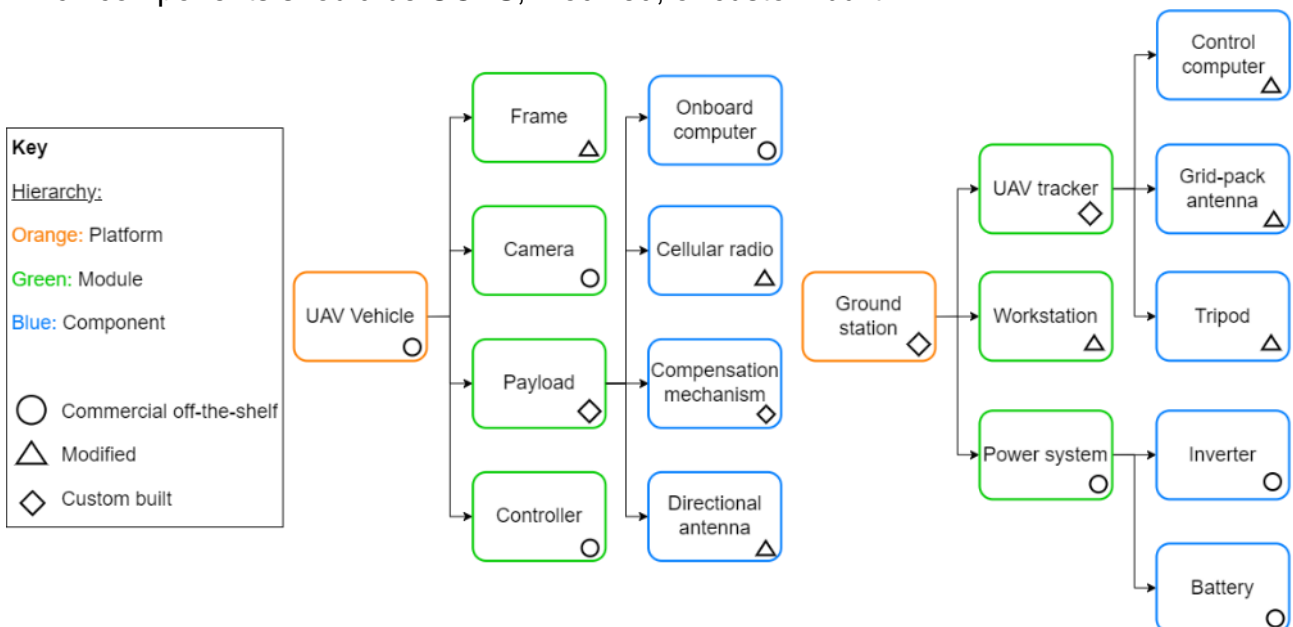 Key
Hierarchy:
Orange: Platform
Green: Module
Blue: Component
Commercial off-the-shelf
Modified
Custom built
UAV Vehicle
Frame
Camera
Payload
Controller
Onboard
computer
Cellular radio
Compensation
mechanism
Directional
antenna
Ground
station
UAV tracker
Workstation
Power system
Control
computer
Grid-pack
antenna
Tripod
Inverter
Battery